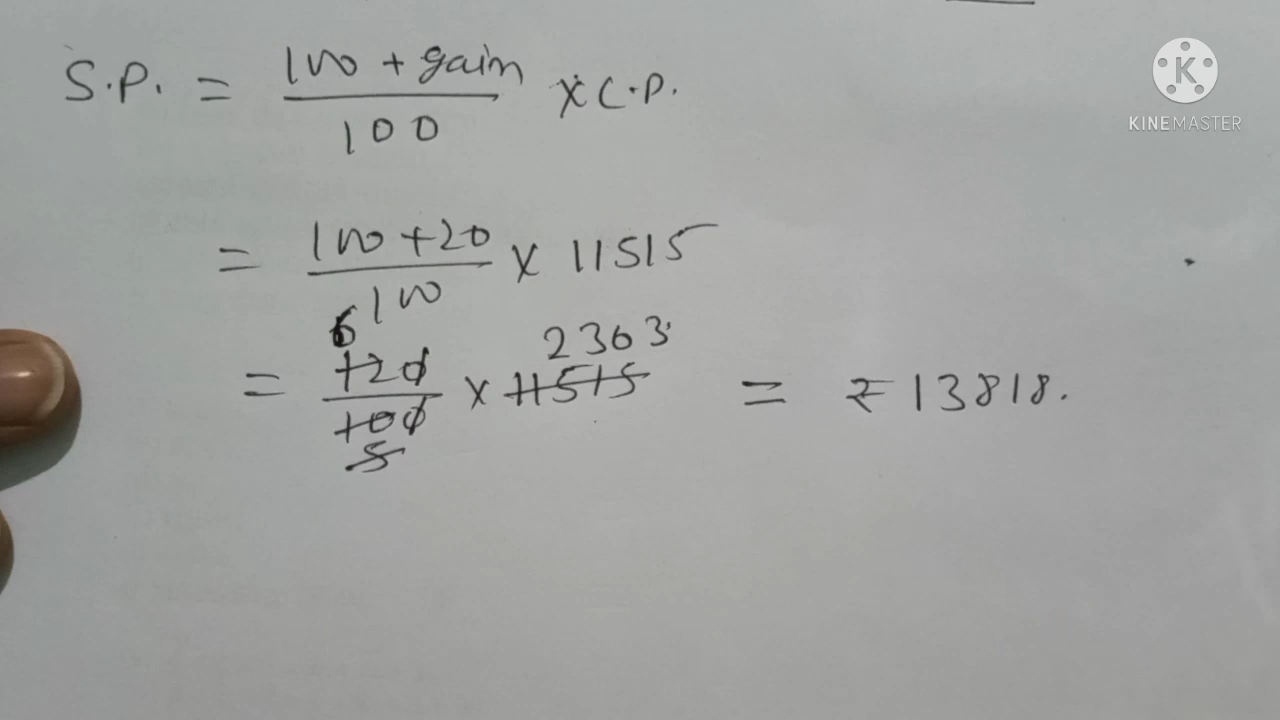 S.P. = 100 + gain / 100 × C.P.
K
KINEMASTER
= 100 + 20 / 100 × 11515
6 2303
= 120 / 100 × 11515 = ₹ 13818.
5